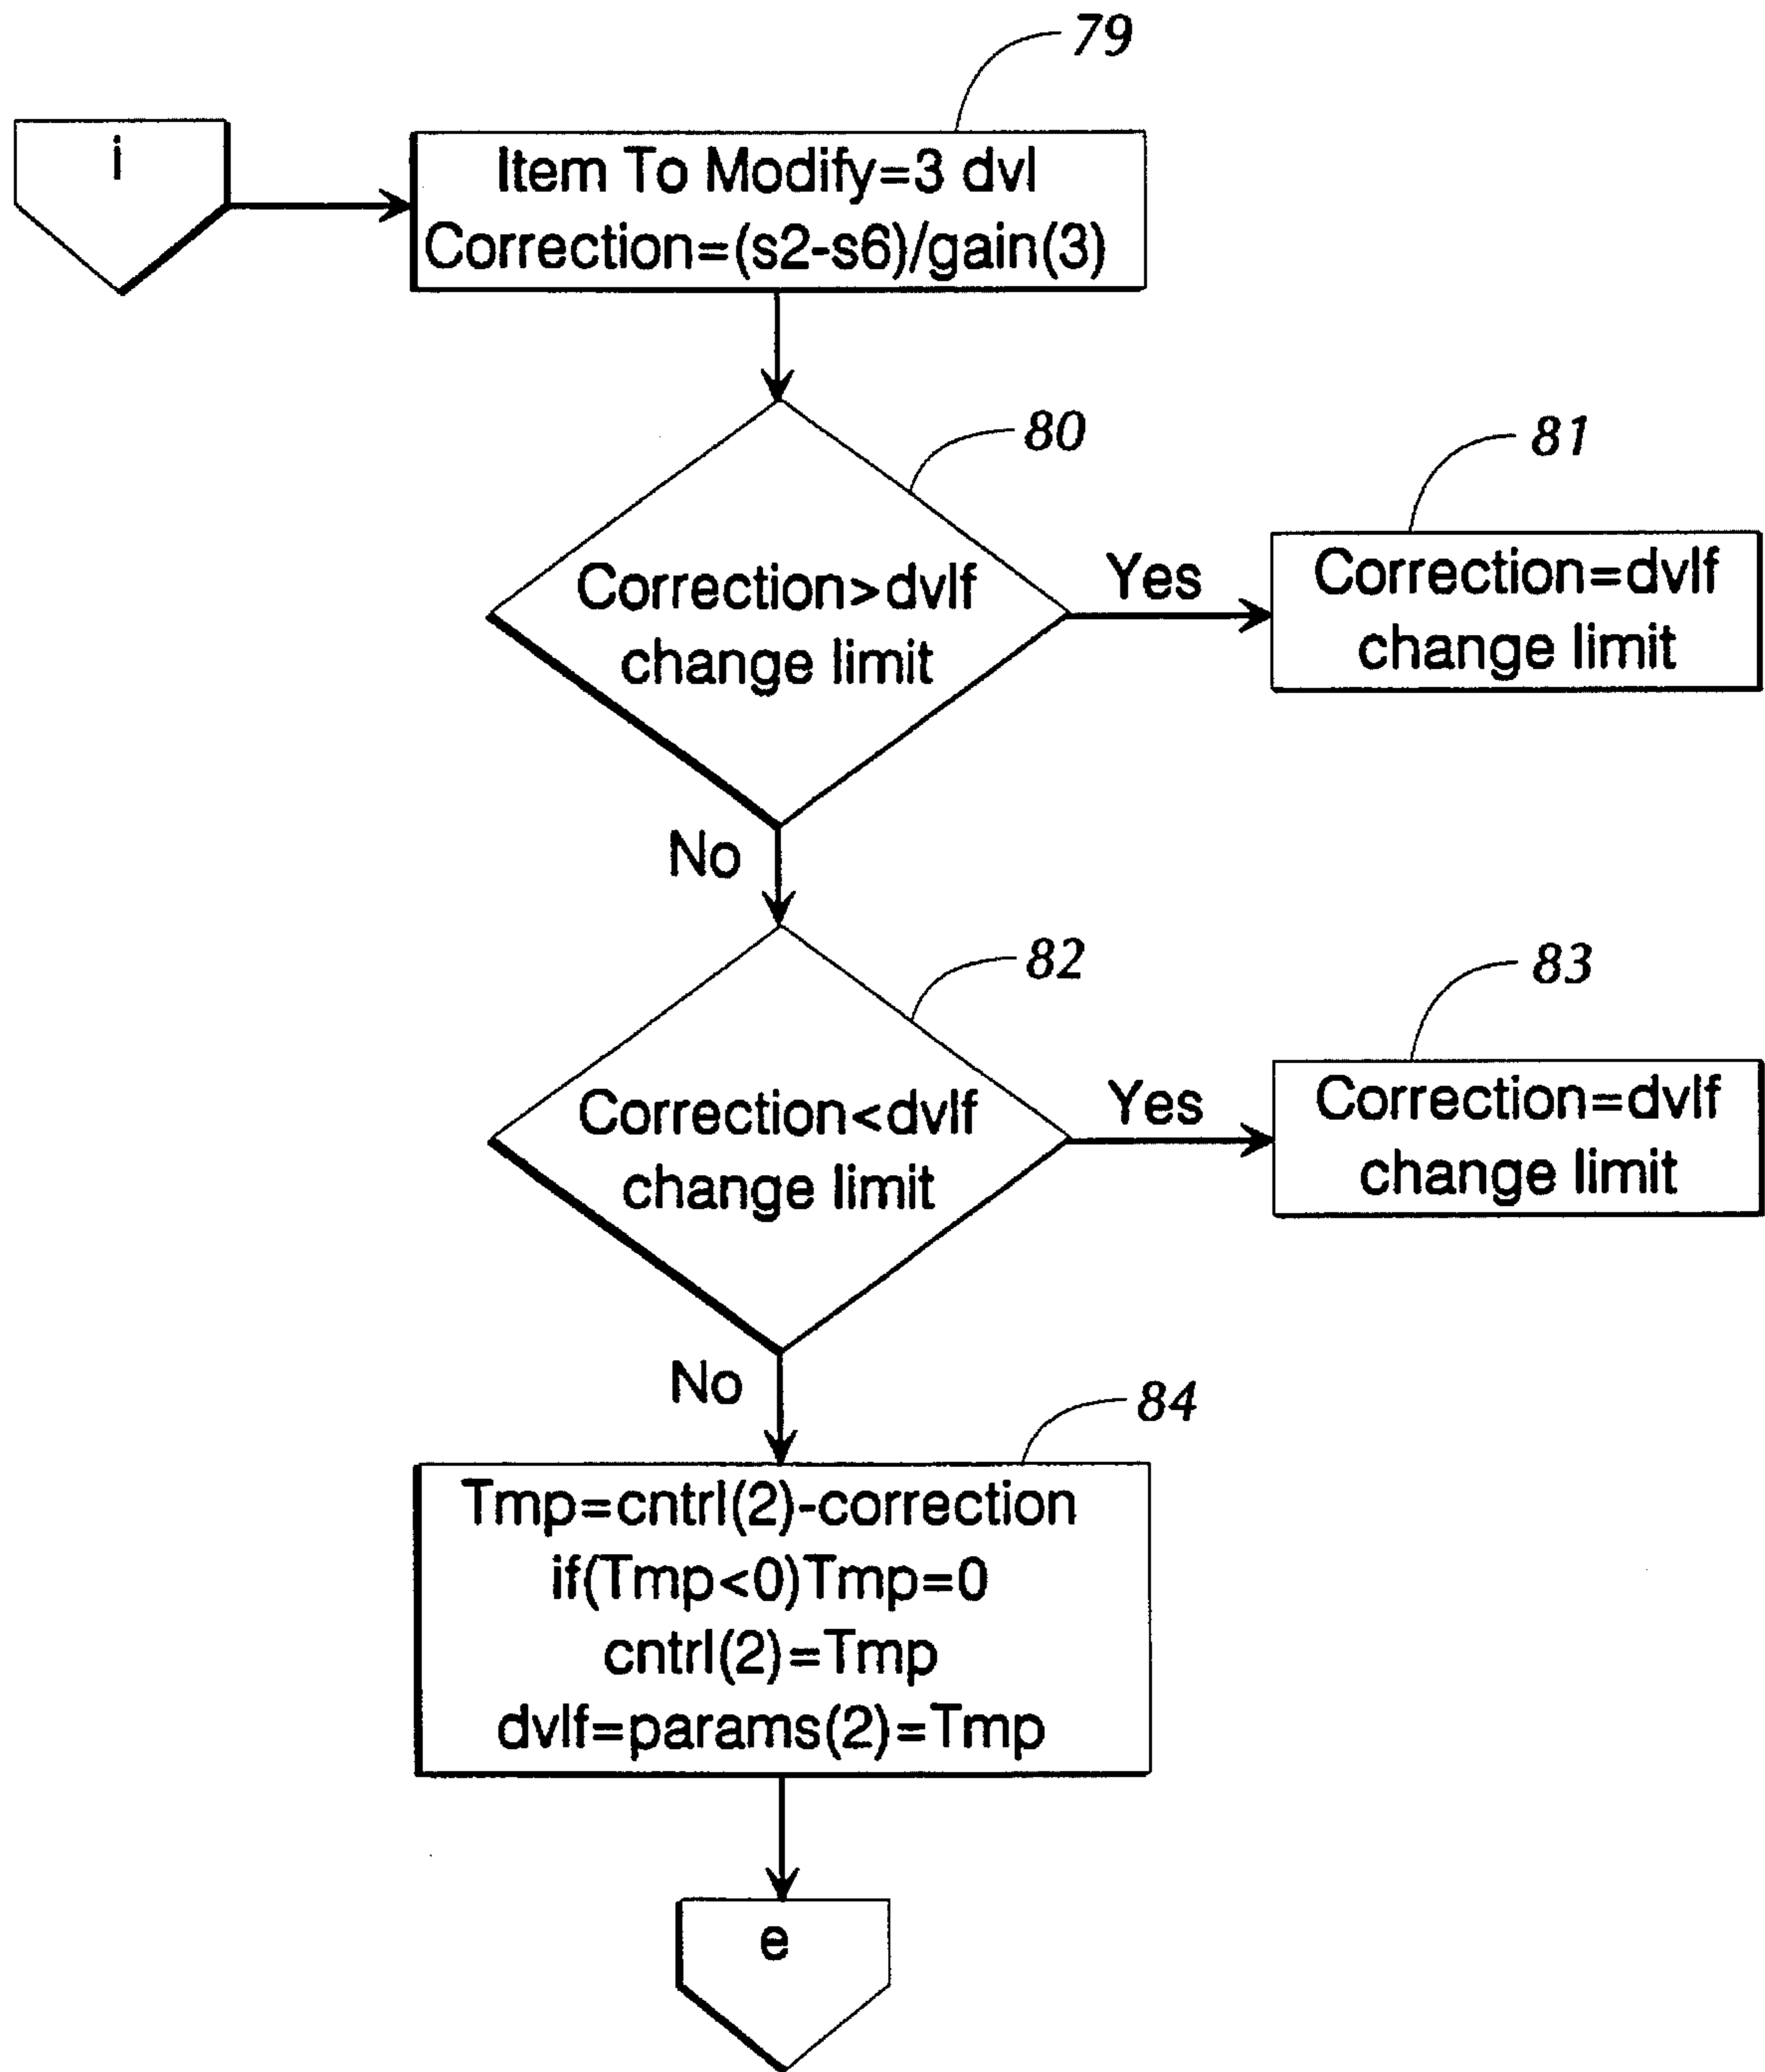 79
i
Item To Modify=3 dvl
Correction=(s2-s6)/gain(3)
80
81
Correction>dvlf
change limit
Yes
Correction=dvlf
change limit
No
82
83
Correction<dvlf
change limit
Yes
Correction=dvlf
change limit
No
84
Tmp=cntrl(2)-correction
if(Tmp<0)Tmp=0
cntrl(2)=Tmp
dvlf=params(2)=Tmp
e